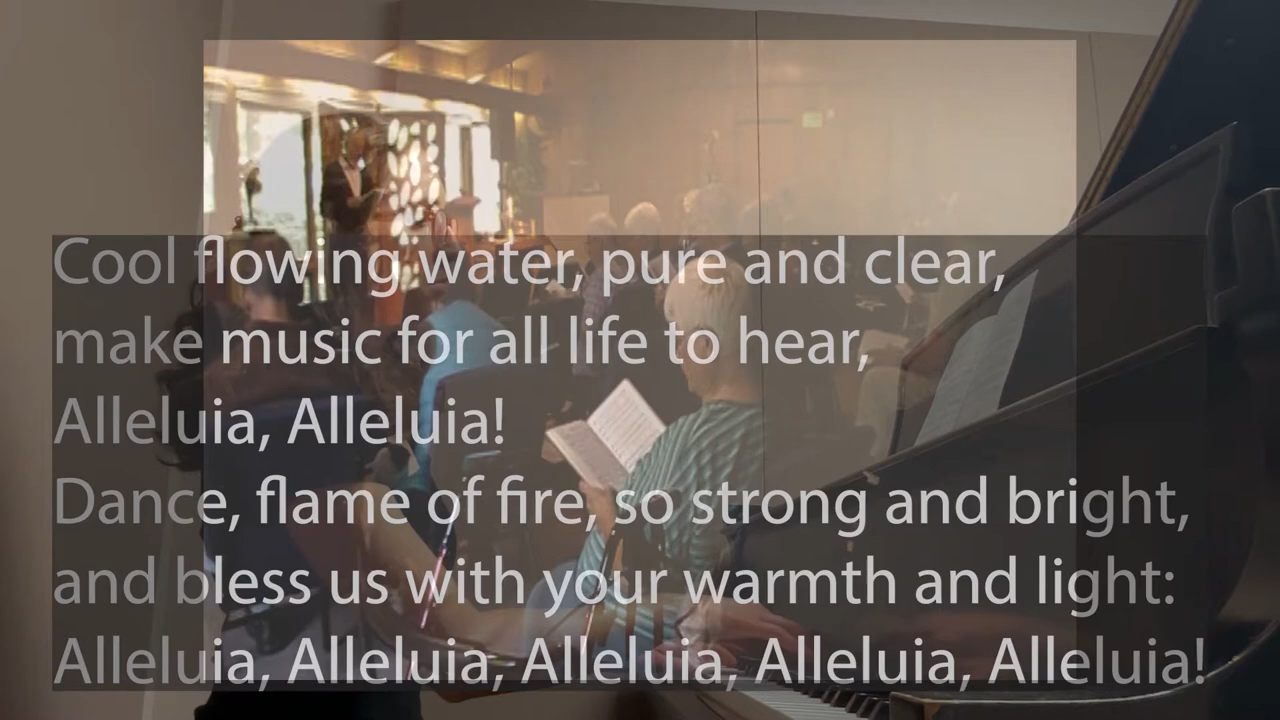 Cool flowing water, pure and clear,
make music for all life to hear,
Alleluia, Alleluia!
Dance, flame of fire, so strong and bright,
and bless us with your warmth and light:
Alleluia, Alleluia, Alleluia, Alleluia, Alleluia!